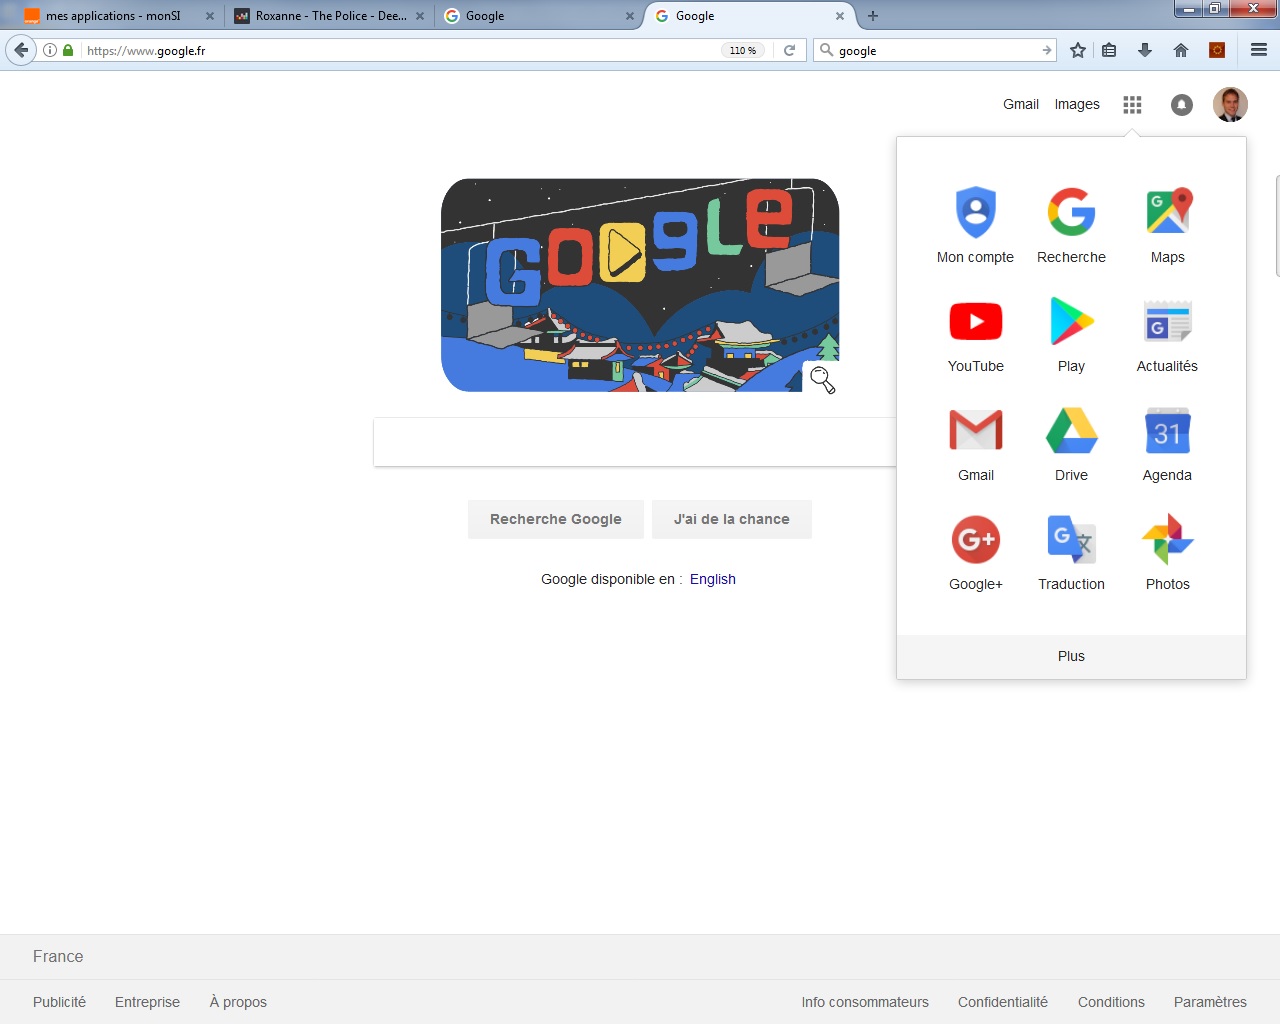 mes applications - monSI
Roxanne - The Police - Dee...
Google
Google
https://www.google.fr
110 %
google
Gmail Images
Google
Mon compte Recherche Maps
YouTube Play Actualités
31
Gmail Drive Agenda
G+
Google+ Traduction Photos
Plus
Recherche Google J'ai de la chance
Google disponible en : English
France
Publicité Entreprise À propos Info consommateurs Confidentialité Conditions Paramètres